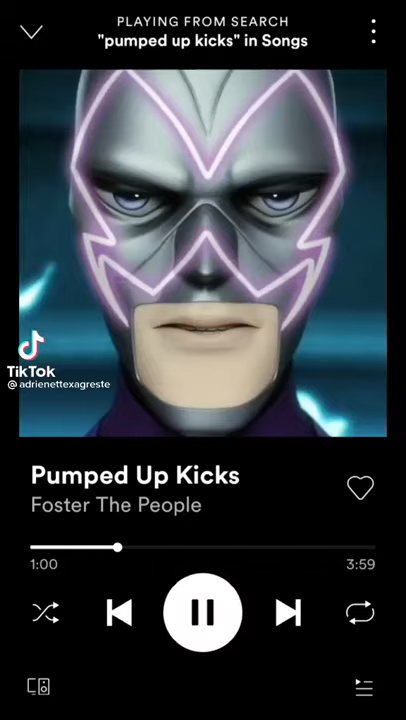 PLAYING FROM SEARCH
"pumped up kicks" in Songs
TikTok
@adrienettexagreste
Pumped Up Kicks
Foster The People
1:00
3:59